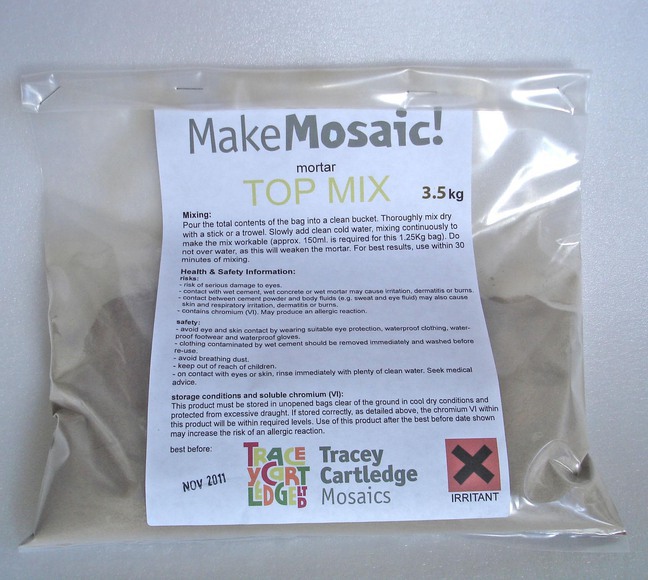 MakeMosaic!
mortar
TOP MIX 3.5kg
Mixing:
Pour the total contents of the bag into a clean bucket. Thoroughly mix dry
with a stick or a trowel. Slowly add clean cold water, mixing continuously to
make the mix workable (approx. 150ml. is required for this 1.25Kg bag). Do
not over water, as this will weaken the mortar. For best results, use within 30
minutes of mixing.
Health & Safety Information:
risks:
- risk of serious damage to eyes.
- contact with wet cement, wet concrete or wet mortar may cause irritation, dermatitis or burns.
- contact between cement powder and body fluids (e.g. sweat and eye fluid) may also cause
skin and respiratory irritation, dermatitis or burns.
- contains chromium (VI). May produce an allergic reaction.
safety:
- avoid eye and skin contact by wearing suitable eye protection, waterproof clothing, water-
proof footwear and waterproof gloves.
- clothing contaminated by wet cement should be removed immediately and washed before
re-use.
- avoid breathing dust.
- keep out of reach of children.
- on contact with eyes or skin, rinse immediately with plenty of clean water. Seek medical
advice.
storage conditions and soluble chromium (VI):
This product must be stored in unopened bags clear of the ground in cool dry conditions and
protected from excessive draught. If stored correctly, as detailed above, the chromium VI within
this product will be within required levels. Use of this product after the best before date shown
may increase the risk of an allergic reaction.
best before:
NOV 2011
TRACE
YCART
LEDGELTD
Tracey
Cartledge
Mosaics
IRRITANT